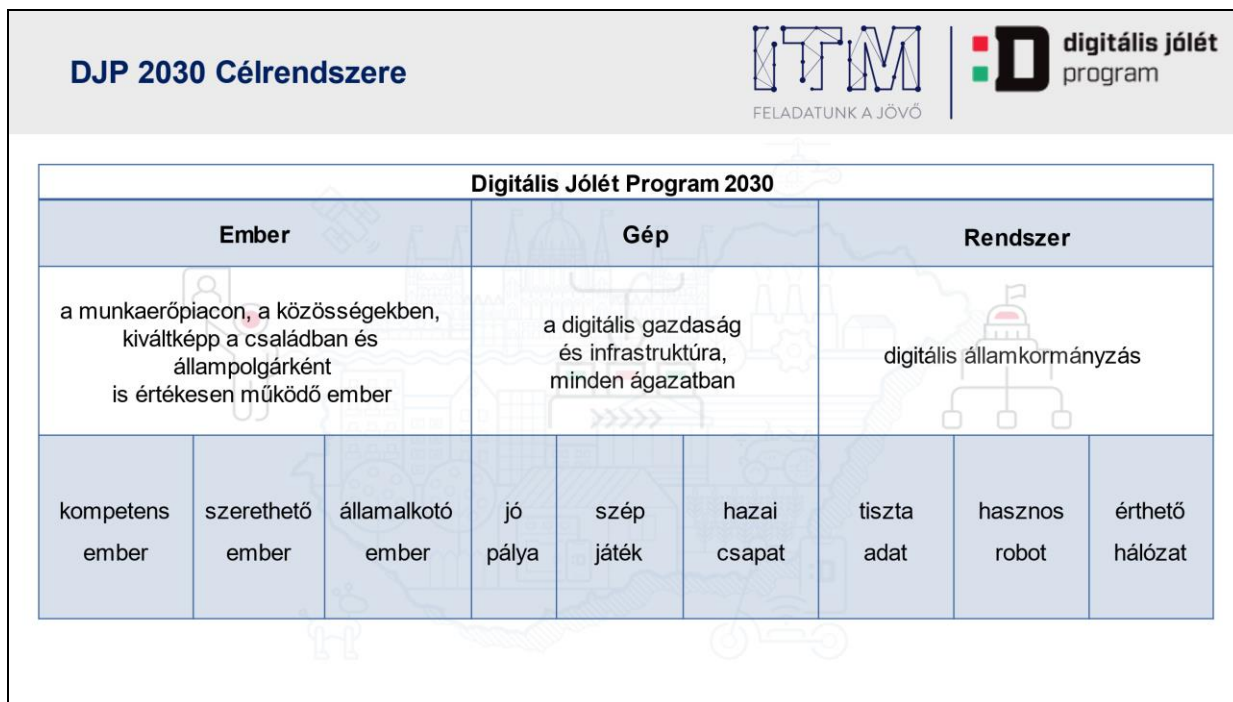 DJP 2030 Célrendszere
ITM
FELADATUNK A JÖVŐ
D
digitális jólét
program
Digitális Jólét Program 2030
Ember
Gép
Rendszer
a munkaerőpiacon, a közösségekben,
kiváltképp a családban és
állampolgárként
is értékesen működő ember
a digitális gazdaság
és infrastruktúra,
minden ágazatban
digitális államkormányzás
kompetens
ember
szerethető
ember
államalkotó
ember
jó
pálya
szép
játék
hazai
csapat
tiszta
adat
hasznos
robot
érthető
hálózat